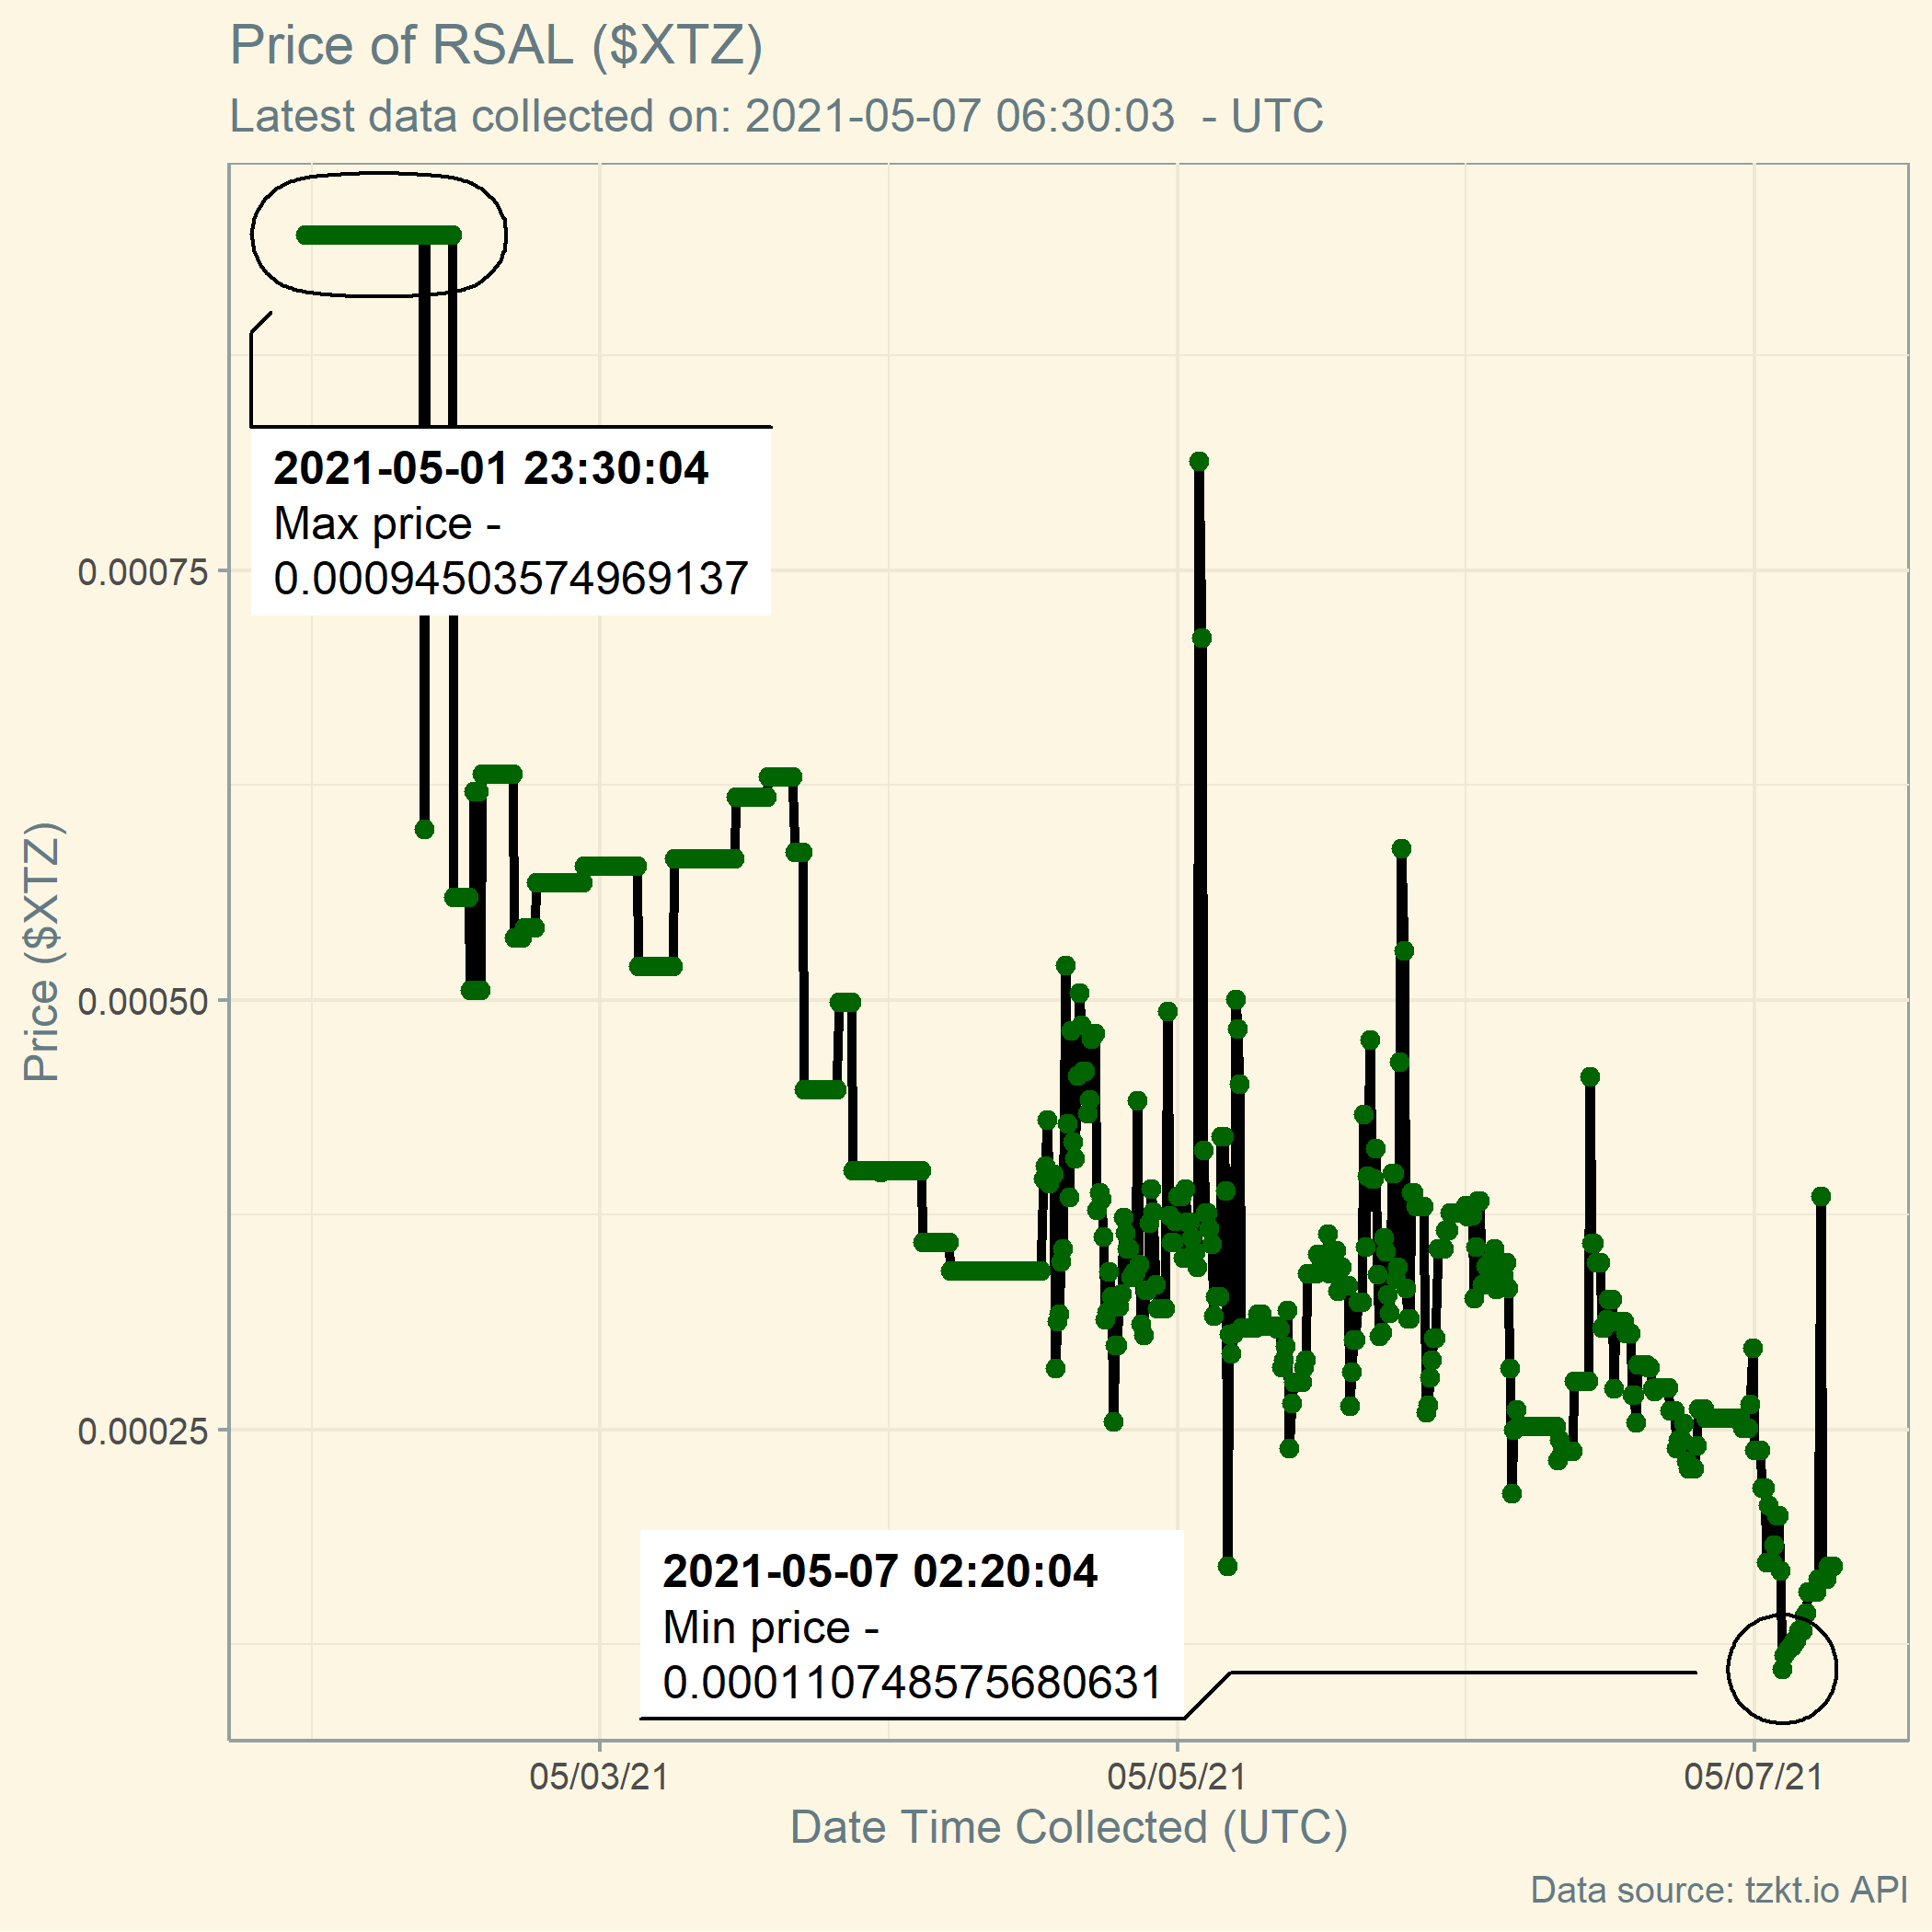 Price of RSAL ($XTZ)
Latest data collected on: 2021-05-07 06:30:03  - UTC
2021-05-01 23:30:04
Max price -
0.000945035749691​37
0.00075
0.00050
0.00025
Price ($XTZ)
2021-05-07 02:20:04
Min price -
0.000110748575680631
05/03/21
05/05/21
05/07/21
Date Time Collected (UTC)
Data source: tzkt.io API